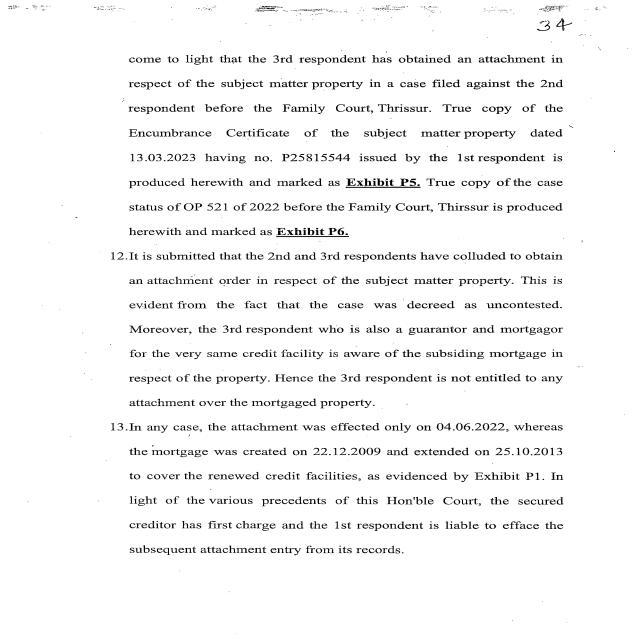 34
come to light that the 3rd respondent has obtained an attachment in
respect of the subject matter property in a case filed against the 2nd
respondent before the Family Court, Thrissur. True copy of the
Encumbrance Certificate of the subject matter property dated
13.03.2023 having no. P25815544 issued by the 1st respondent is
produced herewith and marked as Exhibit P5. True copy of the case
status of OP 521 of 2022 before the Family Court, Thirssur is produced
herewith and marked as Exhibit P6.
12.It is submitted that the 2nd and 3rd respondents have colluded to obtain
an attachment order in respect of the subject matter property. This is
evident from the fact that the case was decreed as uncontested.
Moreover, the 3rd respondent who is also a guarantor and mortgagor
for the very same credit facility is aware of the subsiding mortgage in
respect of the property. Hence the 3rd respondent is not entitled to any
attachment over the mortgaged property.
13.In any case, the attachment was effected only on 04.06.2022, whereas
the mortgage was created on 22.12.2009 and extended on 25.10.2013
to cover the renewed credit facilities, as evidenced by Exhibit P1. In
light of the various precedents of this Hon'ble Court, the secured
creditor has first charge and the 1st respondent is liable to efface the
subsequent attachment entry from its records.